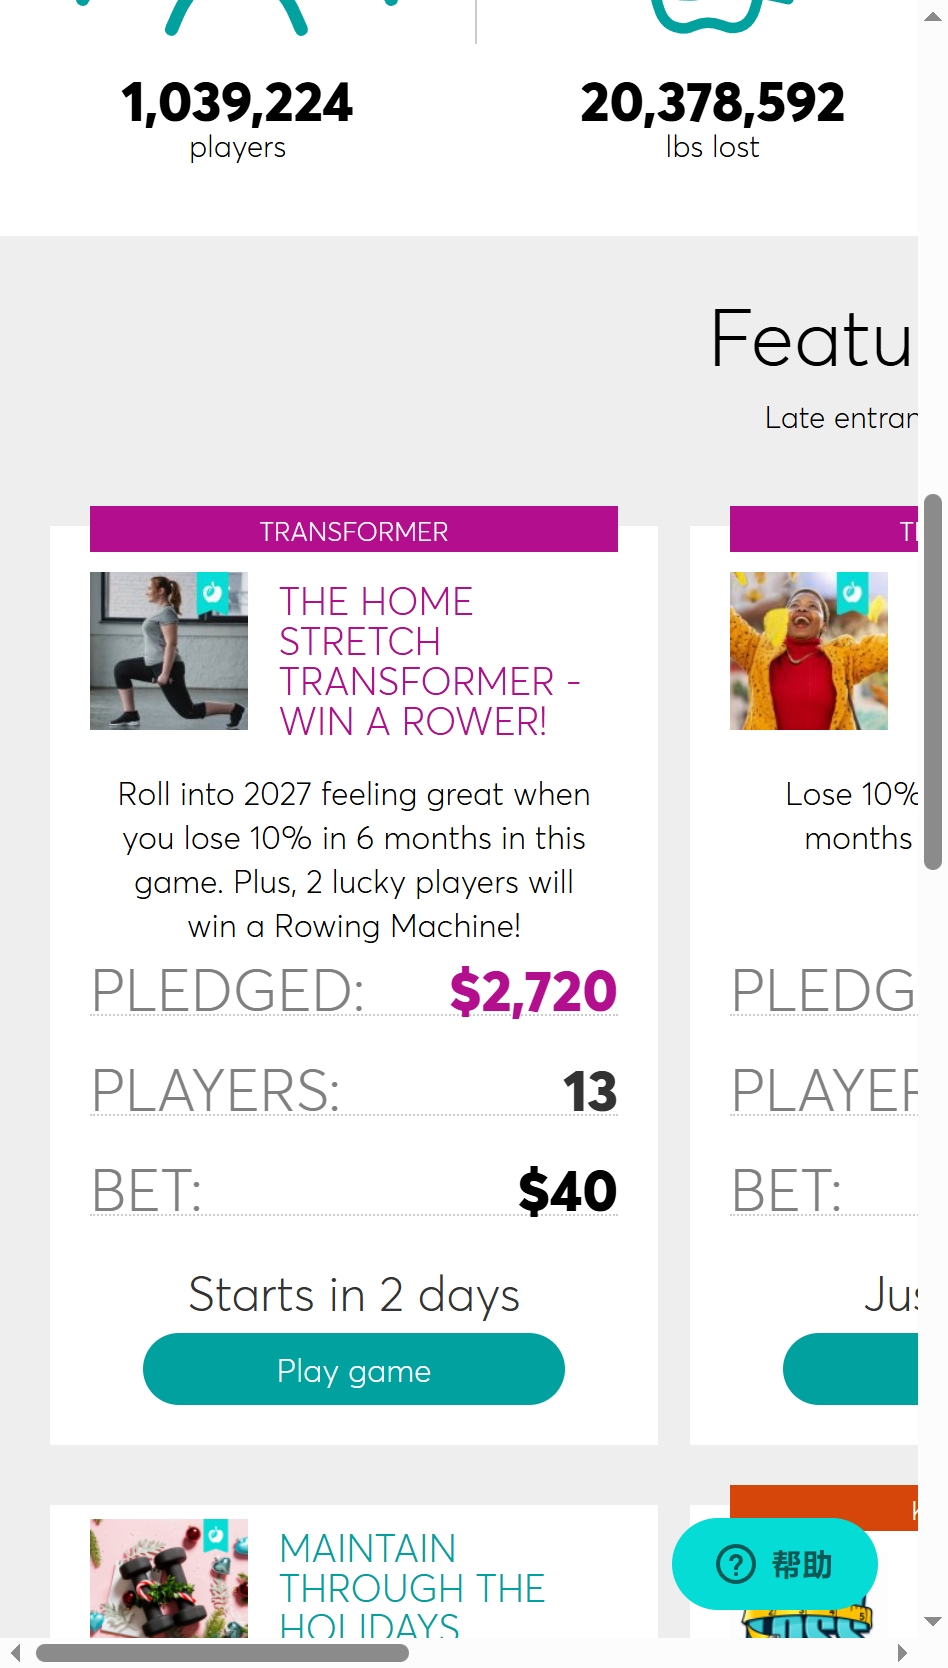 1,039,224
players
20,378,592
lbs lost
Featu
Late entran
TRANSFORMER
THE HOME
STRETCH
TRANSFORMER -
WIN A ROWER!
Roll into 2027 feeling great when
you lose 10% in 6 months in this
game. Plus, 2 lucky players will
win a Rowing Machine!
PLEDGED: $2,720
PLAYERS: 13
BET: $40
Starts in 2 days
Play game
Lose 10%
months
PLEDG
PLAYER
BET:
Jus
MAINTAIN
THROUGH THE
HOLIDAYS
帮助